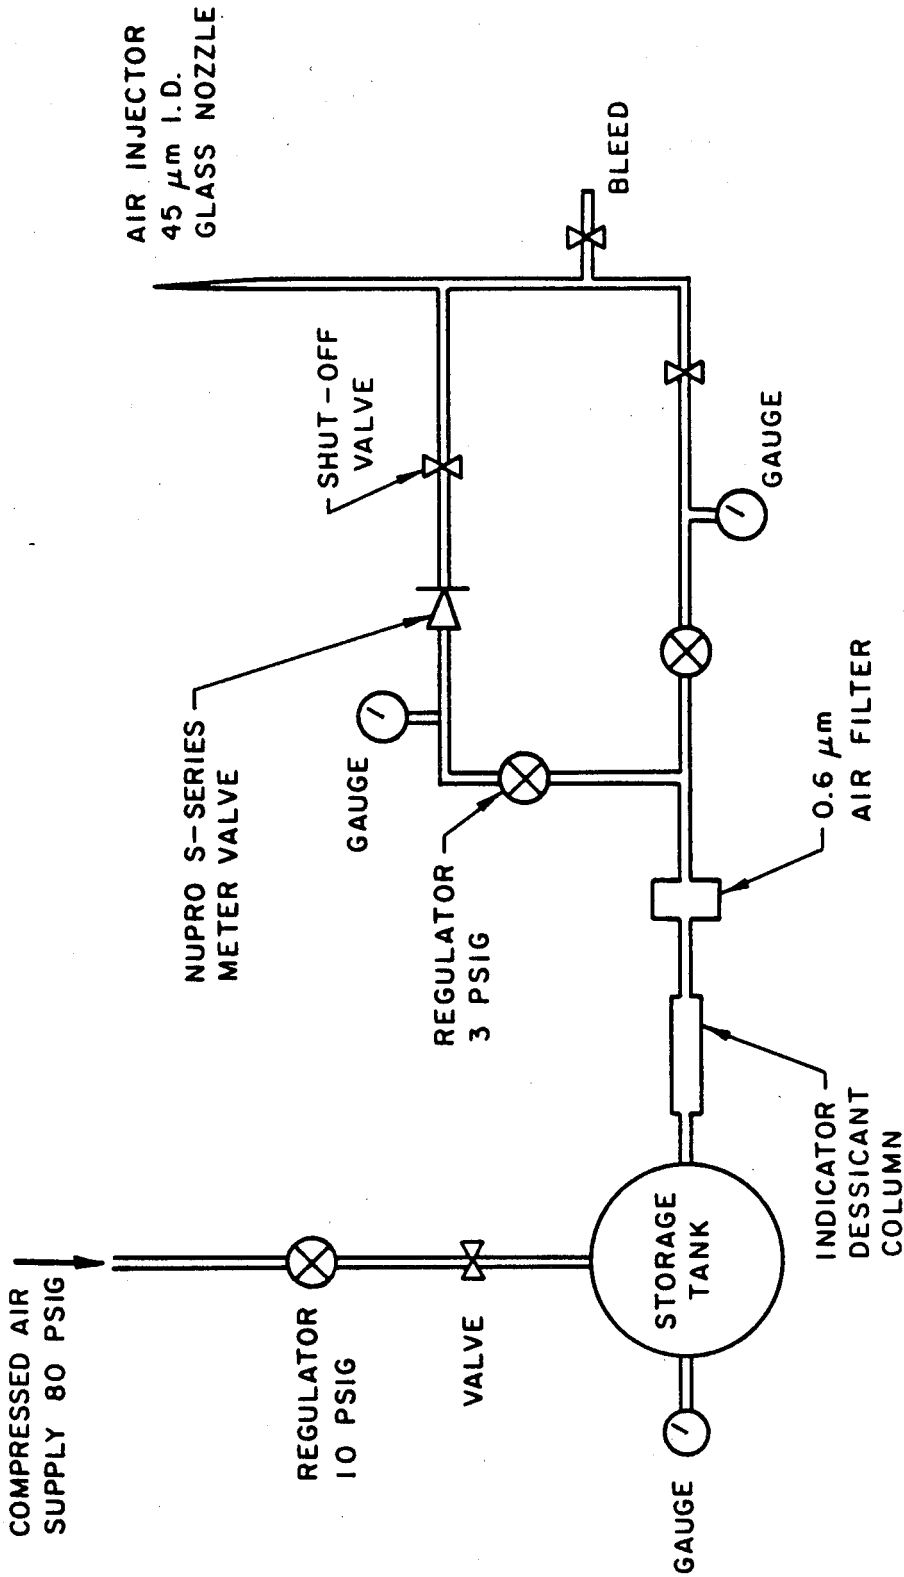 COMPRESSED AIR
SUPPLY 80 PSIG
REGULATOR
10 PSIG
VALVE
GAUGE
STORAGE
TANK
INDICATOR
DESSICANT
COLUMN
NUPRO S-SERIES
METER VALVE
GAUGE
REGULATOR
3 PSIG
0.6 μm
AIR FILTER
SHUT-OFF
VALVE
GAUGE
AIR INJECTOR
45 μm I.D.
GLASS NOZZLE
BLEED